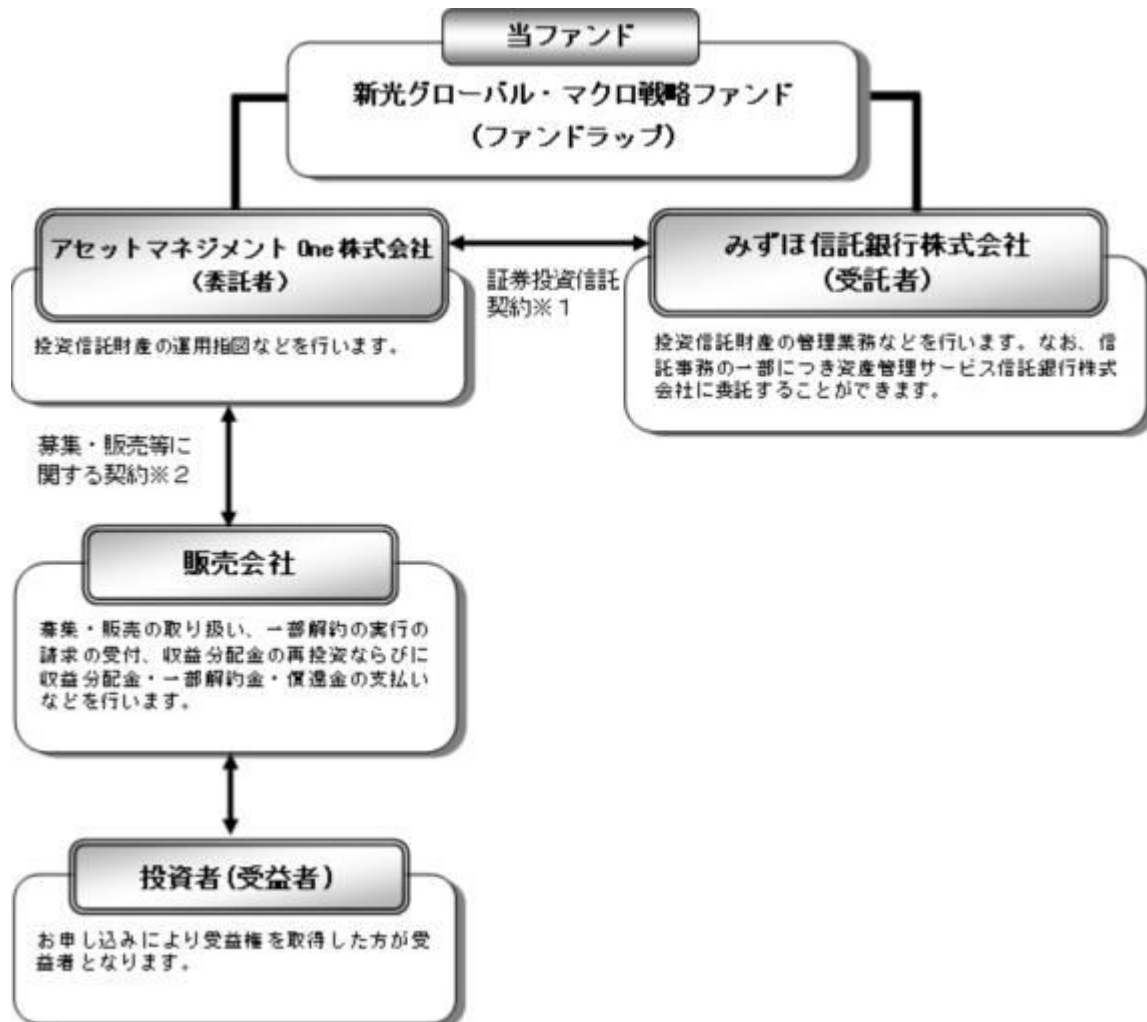 当ファンド
新光グローバル・マクロ戦略ファンド
(ファンドラップ)
アセットマネジメント One 株式会社
(委託者)
投資信託財産の運用指図などを行います。
証券投資信託
契約※1
みずほ信託銀行株式会社
(受託者)
投資信託財産の管理業務などを行います。なお、信
託事務の一部につき資産管理サービス信託銀行株式
会社に委託することができます。
募集・販売等に
関する契約※2
販売会社
募集・販売の取り扱い、一部解約の実行の
請求の受付、収益分配金の再投資ならびに
収益分配金・一部解約金・償還金の支払い
などを行います。
投資者(受益者)
お申し込みにより受益権を取得した方が受
益者となります。